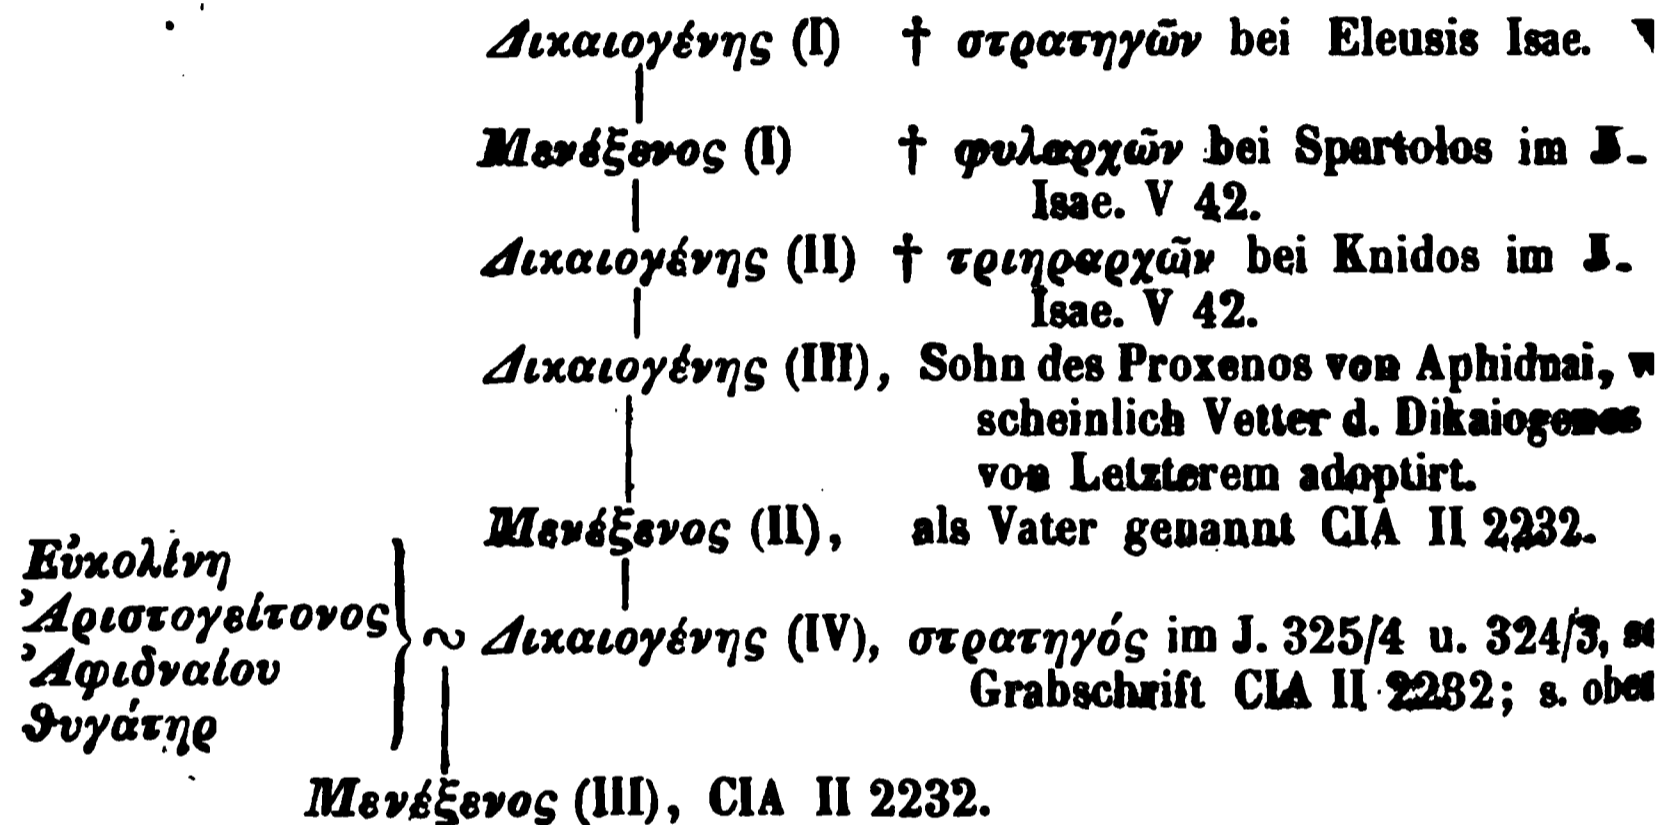 Δικαιογένης (I) † στρατηγῶν bei Eleusis Isae.
Μενέξενος (I) † φυλαρχῶν bei Spartolos im J.
Isae. V 42.
Δικαιογένης (II) † τριηραρχῶν bei Knidos im J.
Isae. V 42.
Δικαιογένης (III), Sohn des Proxenos von Aphidnai,
scheinlich Vetter d. Dikaiogenes
von Letzterem adoptirt.
Μενέξενος (II), als Vater genannt CIA II 2232.
Εὐκολίνη
Ἀριστογείτονος
Ἀφιδναίου
θυγάτηρ
~ Δικαιογένης (IV), στρατηγός im J. 325/4 u. 324/3,
Grabschrift CIA II 2232; s.
Μενέξενος (III), CIA II 2232.